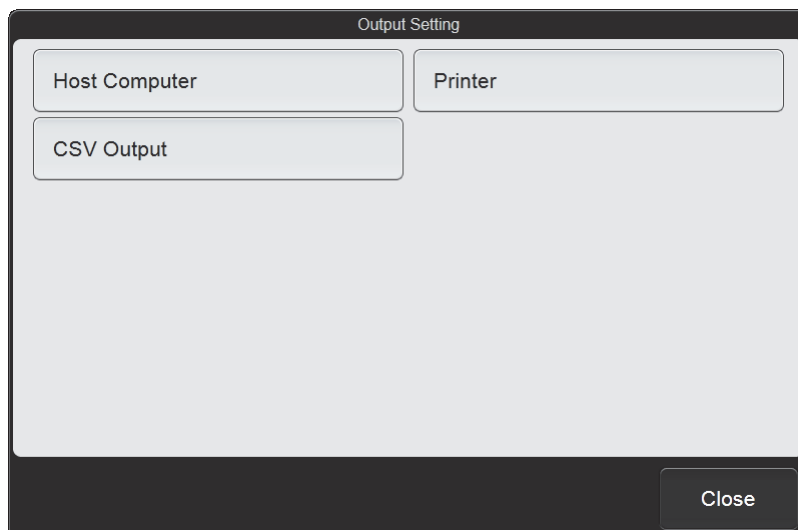 Output Setting
Host Computer
Printer
CSV Output
Close